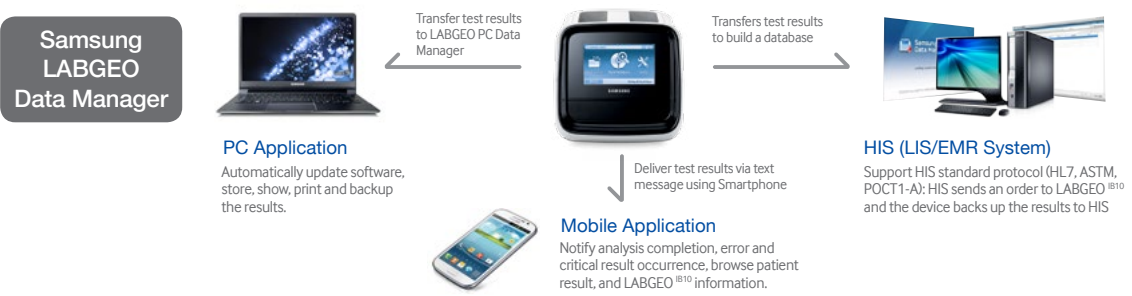 Samsung
LABGEO
Data Manager
Transfer test results
to LABGEO PC Data
Manager
Transfers test results
to build a database
SAMSUNG
PC Application
Automatically update software,
store, show, print and backup
the results.
Deliver test results via text
message using Smartphone
HIS (LIS/EMR System)
Support HIS standard protocol (HL7, ASTM,
POCT1-A): HIS sends an order to LABGEO IB10
and the device backs up the results to HIS
Mobile Application
Notify analysis completion, error and
critical result occurrence, browse patient
result, and LABGEO IB10 information.